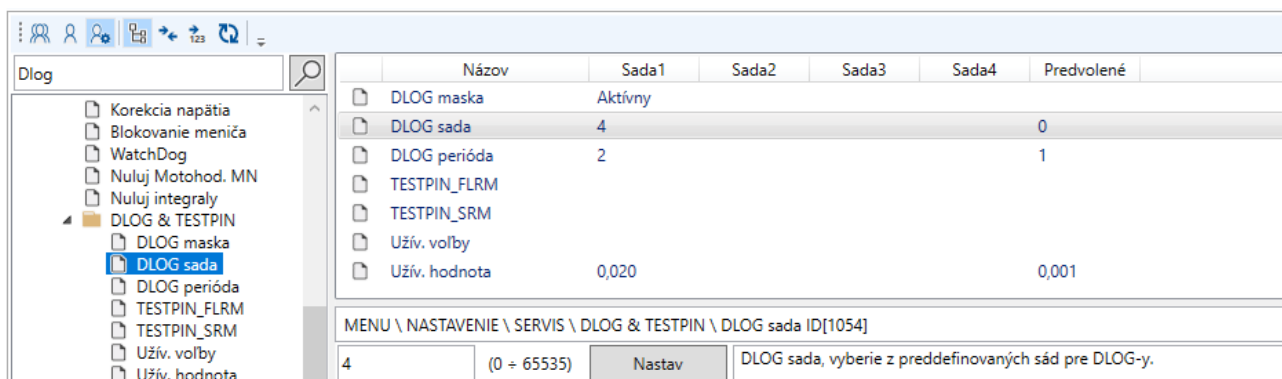 123
Dlog
Korekcia napätia
Blokovanie meniča
WatchDog
Nuluj Motohod. MN
Nuluj integraly
DLOG & TESTPIN
DLOG maska
DLOG sada
DLOG perióda
TESTPIN_FLRM
TESTPIN_SRM
Užív. voľby
Užív. hodnota
Názov Sada1 Sada2 Sada3 Sada4 Predvolené
DLOG maska Aktívny
DLOG sada 4 0
DLOG perióda 2 1
TESTPIN_FLRM
TESTPIN_SRM
Užív. voľby
Užív. hodnota 0,020 0,001
MENU \ NASTAVENIE \ SERVIS \ DLOG & TESTPIN \ DLOG sada ID[1054]
4 (0 ÷ 65535) Nastav DLOG sada, vyberie z preddefinovaných sád pre DLOG-y.